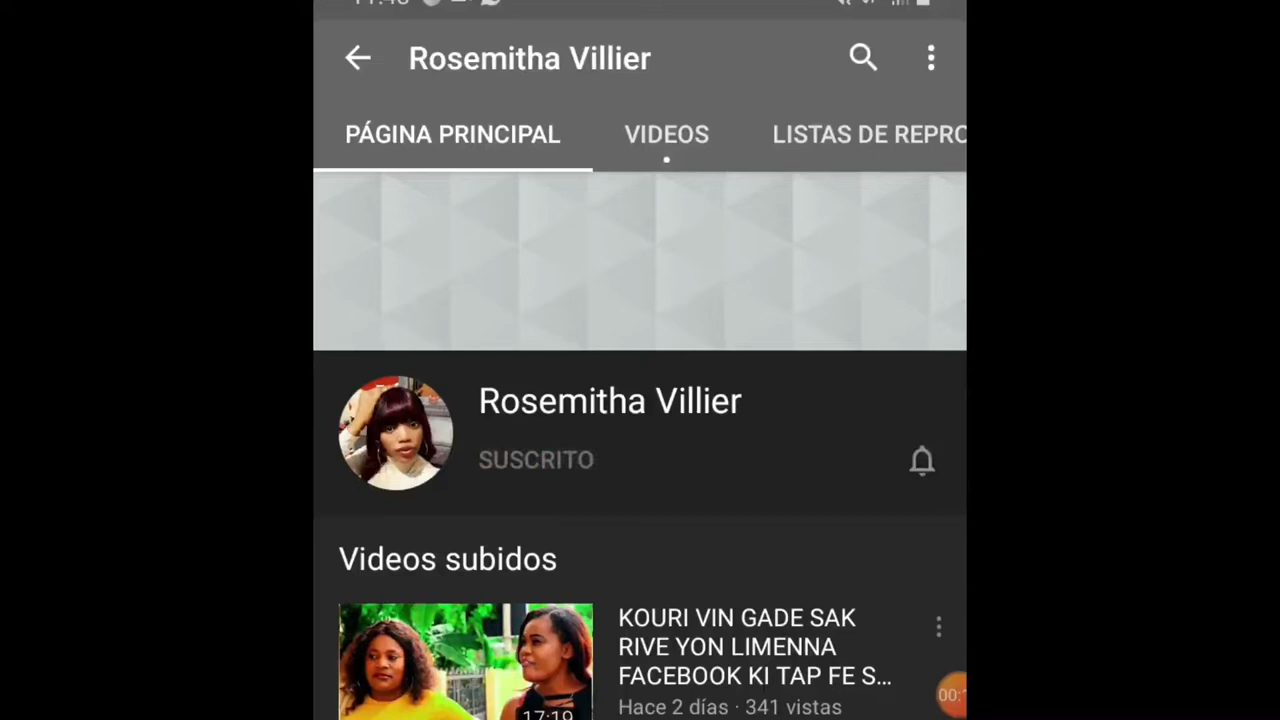 Rosemitha Villier
PÁGINA PRINCIPAL
VIDEOS
LISTAS DE REPRO
Rosemitha Villier
SUSCRITO
Videos subidos
KOURI VIN GADE SAK
RIVE YON LIMENNA
FACEBOOK KI TAP FE S...
Hace 2 días · 341 vistas
17:19